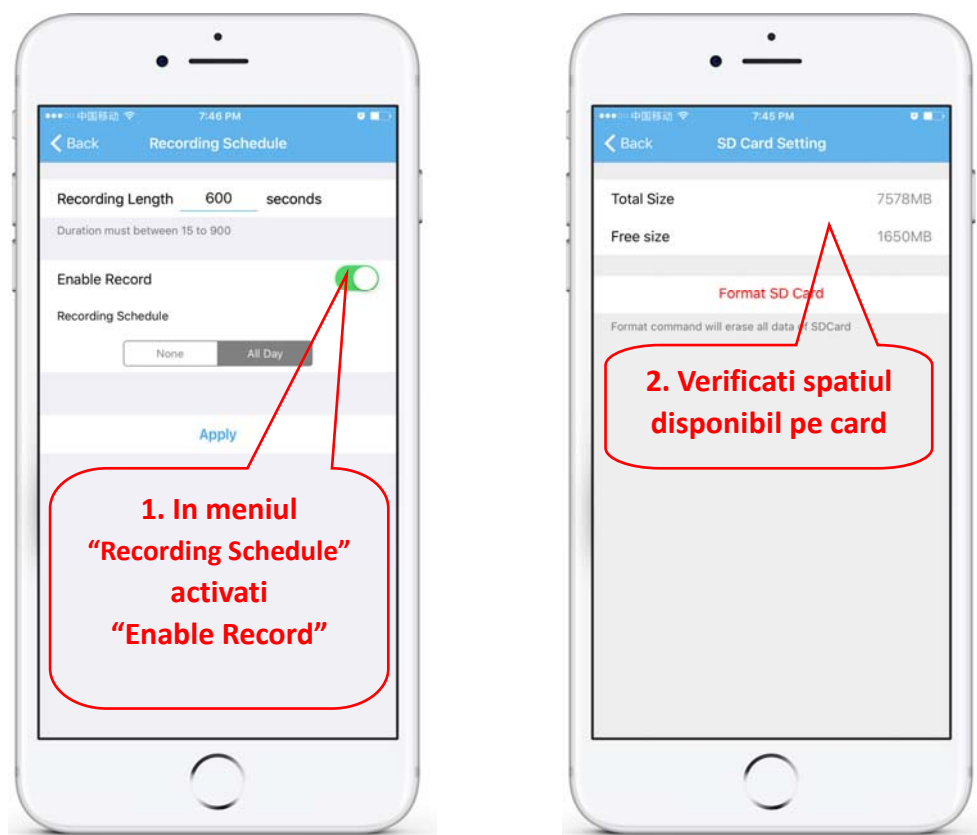 中国移动 7:46 PM
Back Recording Schedule
Recording Length 600 seconds
Duration must between 15 to 900
Enable Record
Recording Schedule
None All Day
Apply
1. In meniul
“Recording Schedule”
activati
“Enable Record”
中国移动 7:45 PM
Back SD Card Setting
Total Size 7578MB
Free size 1650MB
Format SD Card
Format command will erase all data of SDCard
2. Verificati spatiul
disponibil pe card